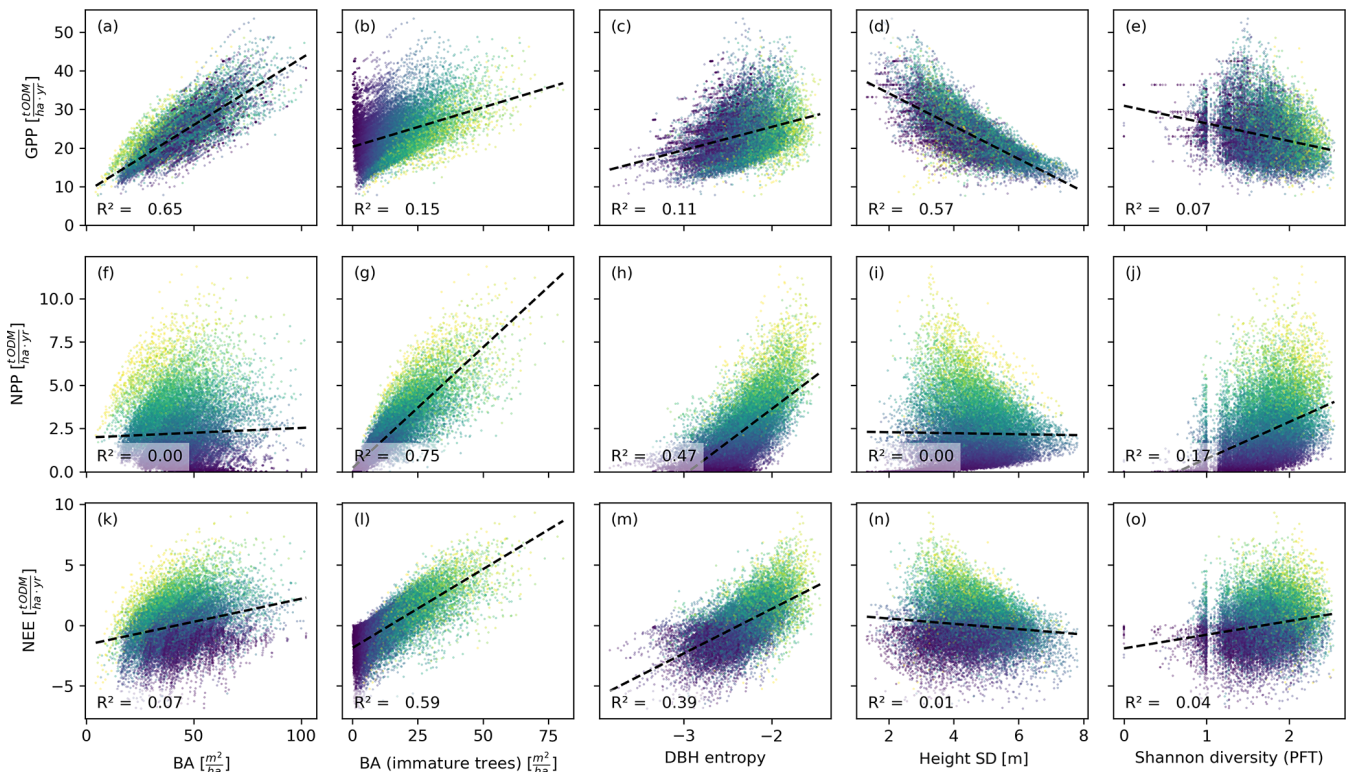 (a) (b) (c) (d) (e)
50
40
30
20
10
0
GPP [tODM/ha · yr]
R² = 0.65 R² = 0.15 R² = 0.11 R² = 0.57 R² = 0.07
(f) (g) (h) (i) (j)
10.0
7.5
5.0
2.5
0.0
NPP [tODM/ha · yr]
R² = 0.00 R² = 0.75 R² = 0.47 R² = 0.00 R² = 0.17
(k) (l) (m) (n) (o)
10
5
0
−5
NEE [tODM/ha · yr]
R² = 0.07 R² = 0.59 R² = 0.39 R² = 0.01 R² = 0.04
0 50 100 0 25 50 75 −3 −2 2 4 6 8 0 1 2
BA [m²/ha] BA (immature trees) [m²/ha] DBH entropy Height SD [m] Shannon diversity (PFT)